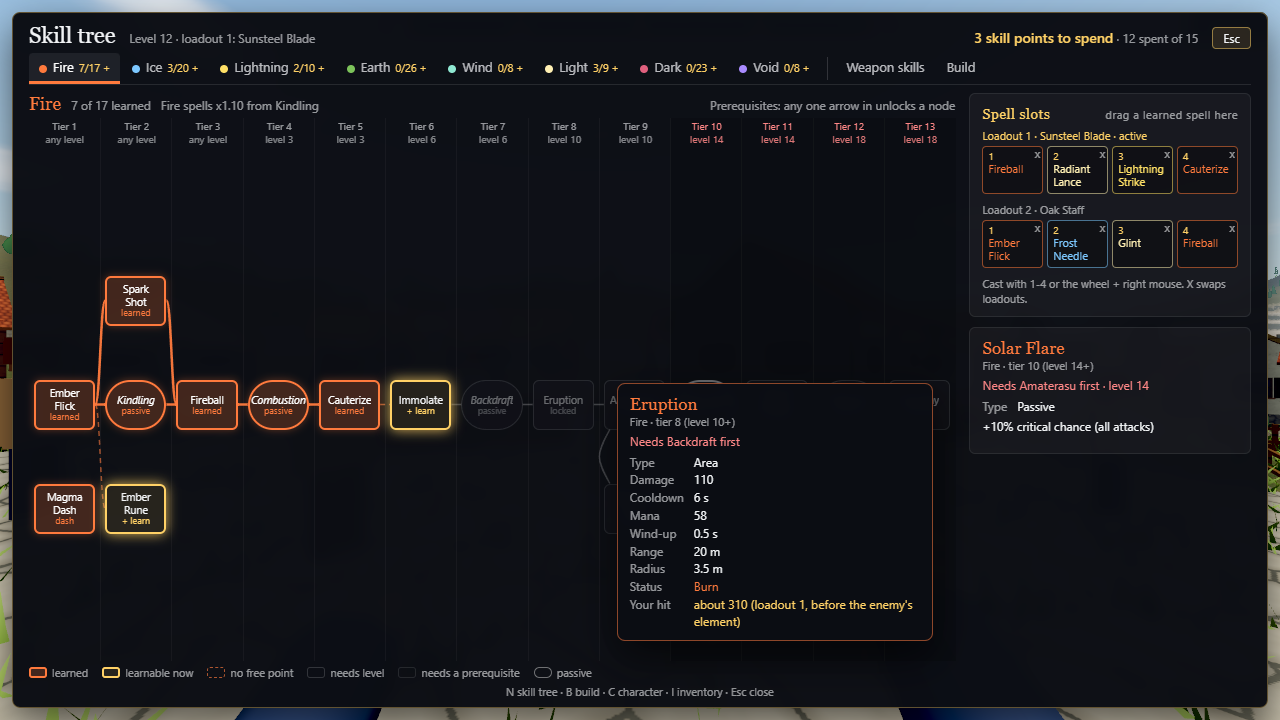 Skill tree Level 12 · loadout 1: Sunsteel Blade
3 skill points to spend · 12 spent of 15 Esc
Fire 7/17 + Ice 3/20 + Lightning 2/10 + Earth 0/26 + Wind 0/8 + Light 3/9 + Dark 0/23 + Void 0/8 + Weapon skills Build
Fire 7 of 17 learned Fire spells x1.10 from Kindling Prerequisites: any one arrow in unlocks a node
Tier 1 Tier 2 Tier 3 Tier 4 Tier 5 Tier 6 Tier 7 Tier 8 Tier 9 Tier 10 Tier 11 Tier 12 Tier 13
any level any level any level level 3 level 3 level 6 level 6 level 10 level 10 level 14 level 14 level 18 level 18
Spark
Shot
learned
Ember
Flick
learned
Kindling
passive
Fireball
learned
Combustion
passive
Cauterize
learned
Immolate
+ learn
Backdraft
passive
Eruption
locked
Magma
Dash
dash
Ember
Rune
+ learn
Eruption
Fire · tier 8 (level 10+)
Needs Backdraft first
Type Area
Damage 110
Cooldown 6 s
Mana 58
Wind-up 0.5 s
Range 20 m
Radius 3.5 m
Status Burn
Your hit about 310 (loadout 1, before the enemy's
element)
Spell slots drag a learned spell here
Loadout 1 · Sunsteel Blade · active
1 x
Fireball
2 x
Radiant
Lance
3 x
Lightning
Strike
4 x
Cauterize
Loadout 2 · Oak Staff
1 x
Ember
Flick
2 x
Frost
Needle
3 x
Glint
4 x
Fireball
Cast with 1-4 or the wheel + right mouse. X swaps
loadouts.
Solar Flare
Fire · tier 10 (level 14+)
Needs Amaterasu first · level 14
Type Passive
+10% critical chance (all attacks)
learned learnable now no free point needs level needs a prerequisite passive
N skill tree · B build · C character · I inventory · Esc close